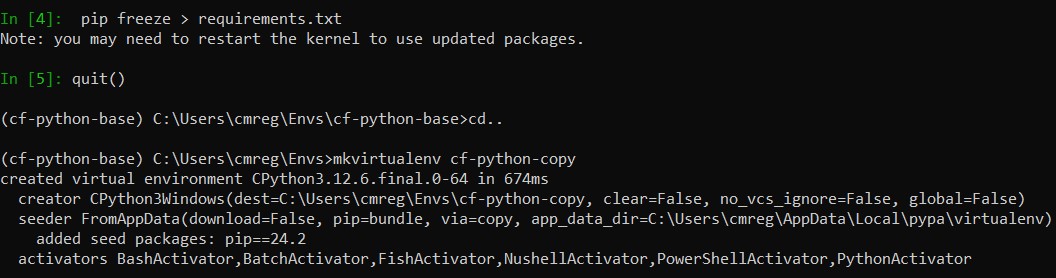 In [4]:  pip freeze > requirements.txt
Note: you may need to restart the kernel to use updated packages.
In [5]: quit()
(cf-python-base) C:\Users\cmreg\Envs\cf-python-base>cd..
(cf-python-base) C:\Users\cmreg\Envs>mkvirtualenv cf-python-copy
created virtual environment CPython3.12.6.final.0-64 in 674ms
  creator CPython3Windows(dest=C:\Users\cmreg\Envs\cf-python-copy, clear=False, no_vcs_ignore=False, global=False)
  seeder FromAppData(download=False, pip=bundle, via=copy, app_data_dir=C:\Users\cmreg\AppData\Local\pypa\virtualenv)
    added seed packages: pip==24.2
  activators BashActivator,BatchActivator,FishActivator,NushellActivator,PowerShellActivator,PythonActivator